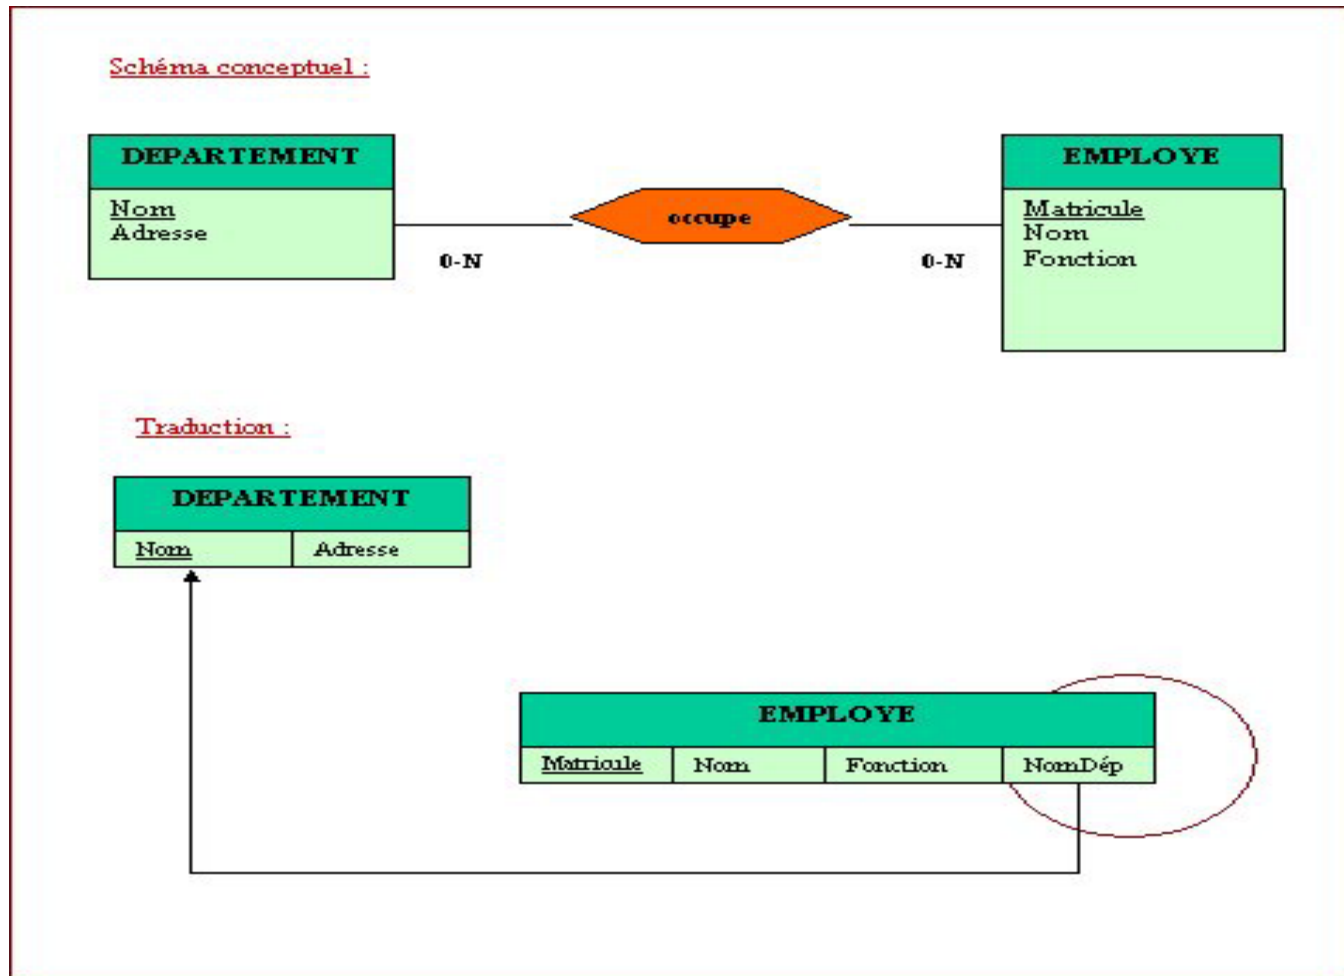 Schéma conceptuel :
DEPARTEMENT
Nom
Adresse
0-N
occupe
0-N
EMPLOYE
Matricule
Nom
Fonction
Traduction :
DEPARTEMENT
Nom Adresse
EMPLOYE
Matricule Nom Fonction NomDép